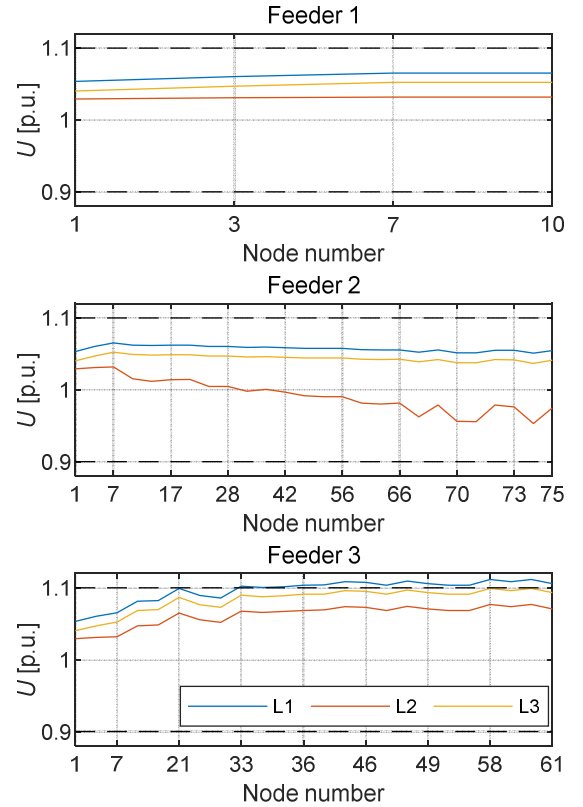 Feeder 1
1.1
1
0.9
U [p.u.]
1 3 7 10
Node number
Feeder 2
1.1
1
0.9
U [p.u.]
1 7 17 28 42 56 66 70 73 75
Node number
Feeder 3
1.1
1
0.9
U [p.u.]
L1 L2 L3
1 7 21 33 36 46 49 58 61
Node number